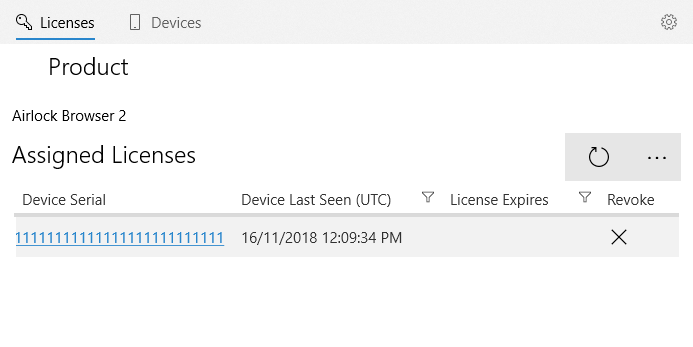 Licenses
Devices
Product
Airlock Browser 2
Assigned Licenses
Device Serial
Device Last Seen (UTC)
License Expires
Revoke
11111111111111111111111111
16/11/2018 12:09:34 PM